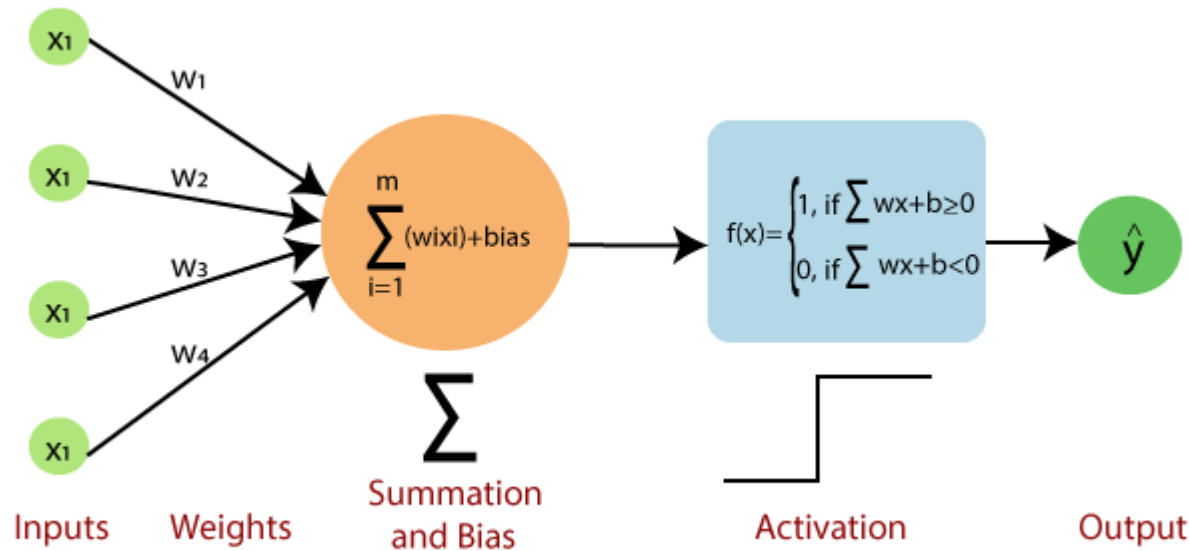 x₁
W₁
x₁
W₂
x₁
W₃
x₁
W₄
m
∑(wixi)+bias
i=1
f(x)={1, if ∑ wx+b≥0
0, if ∑ wx+b<0
ŷ
∑
Inputs
Weights
Summation
and Bias
Activation
Output